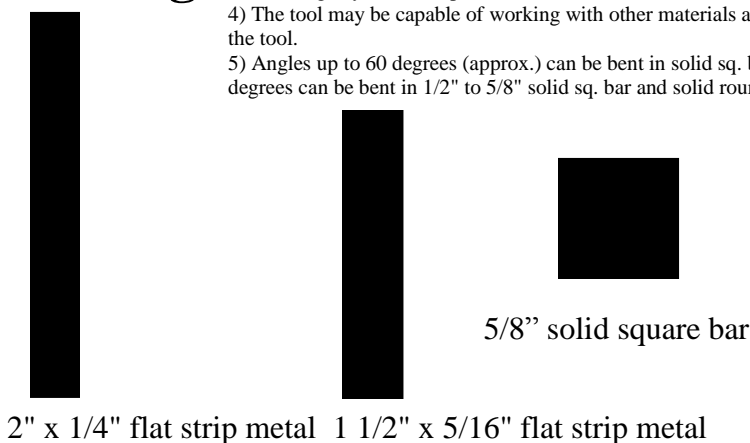 4) The tool may be capable of working with other materials a
the tool.
5) Angles up to 60 degrees (approx.) can be bent in solid sq.
degrees can be bent in 1/2" to 5/8" solid sq. bar and solid
5/8” solid square bar
2" x 1/4" flat strip metal 1 1/2" x 5/16" flat strip metal